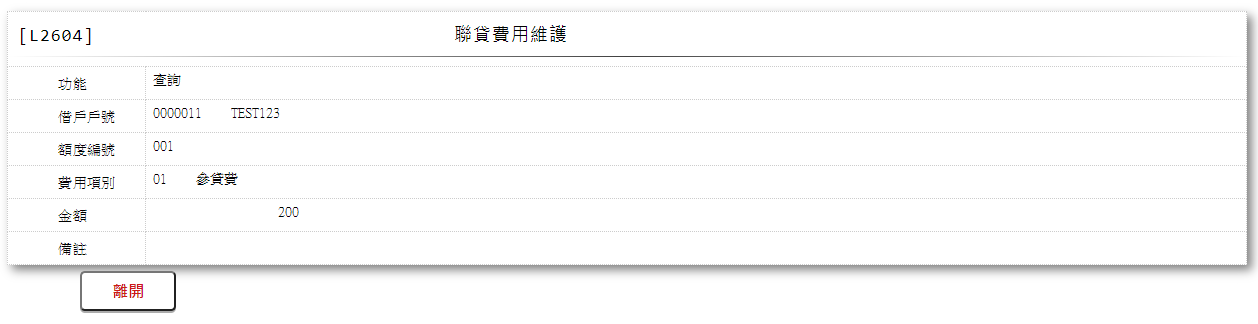 [L2604] 聯貸費用維護
功能 查詢
借戶戶號 0000011 TEST123
額度編號 001
費用項別 01 參貸費
金額 200
備註
離開